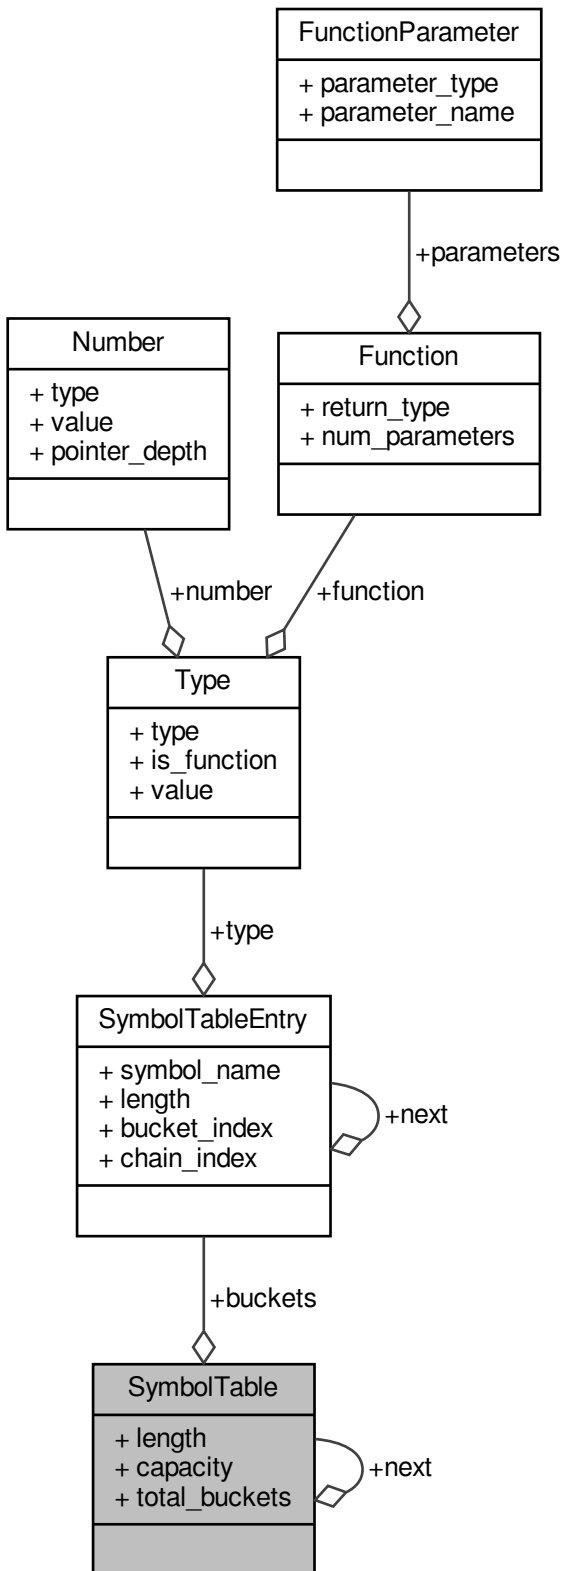 FunctionParameter
+ parameter_type
+ parameter_name
+parameters
Number
+ type
+ value
+ pointer_depth
Function
+ return_type
+ num_parameters
+number
+function
Type
+ type
+ is_function
+ value
+type
SymbolTableEntry
+ symbol_name
+ length
+ bucket_index
+ chain_index
+next
+buckets
SymbolTable
+ length
+ capacity
+ total_buckets
+next